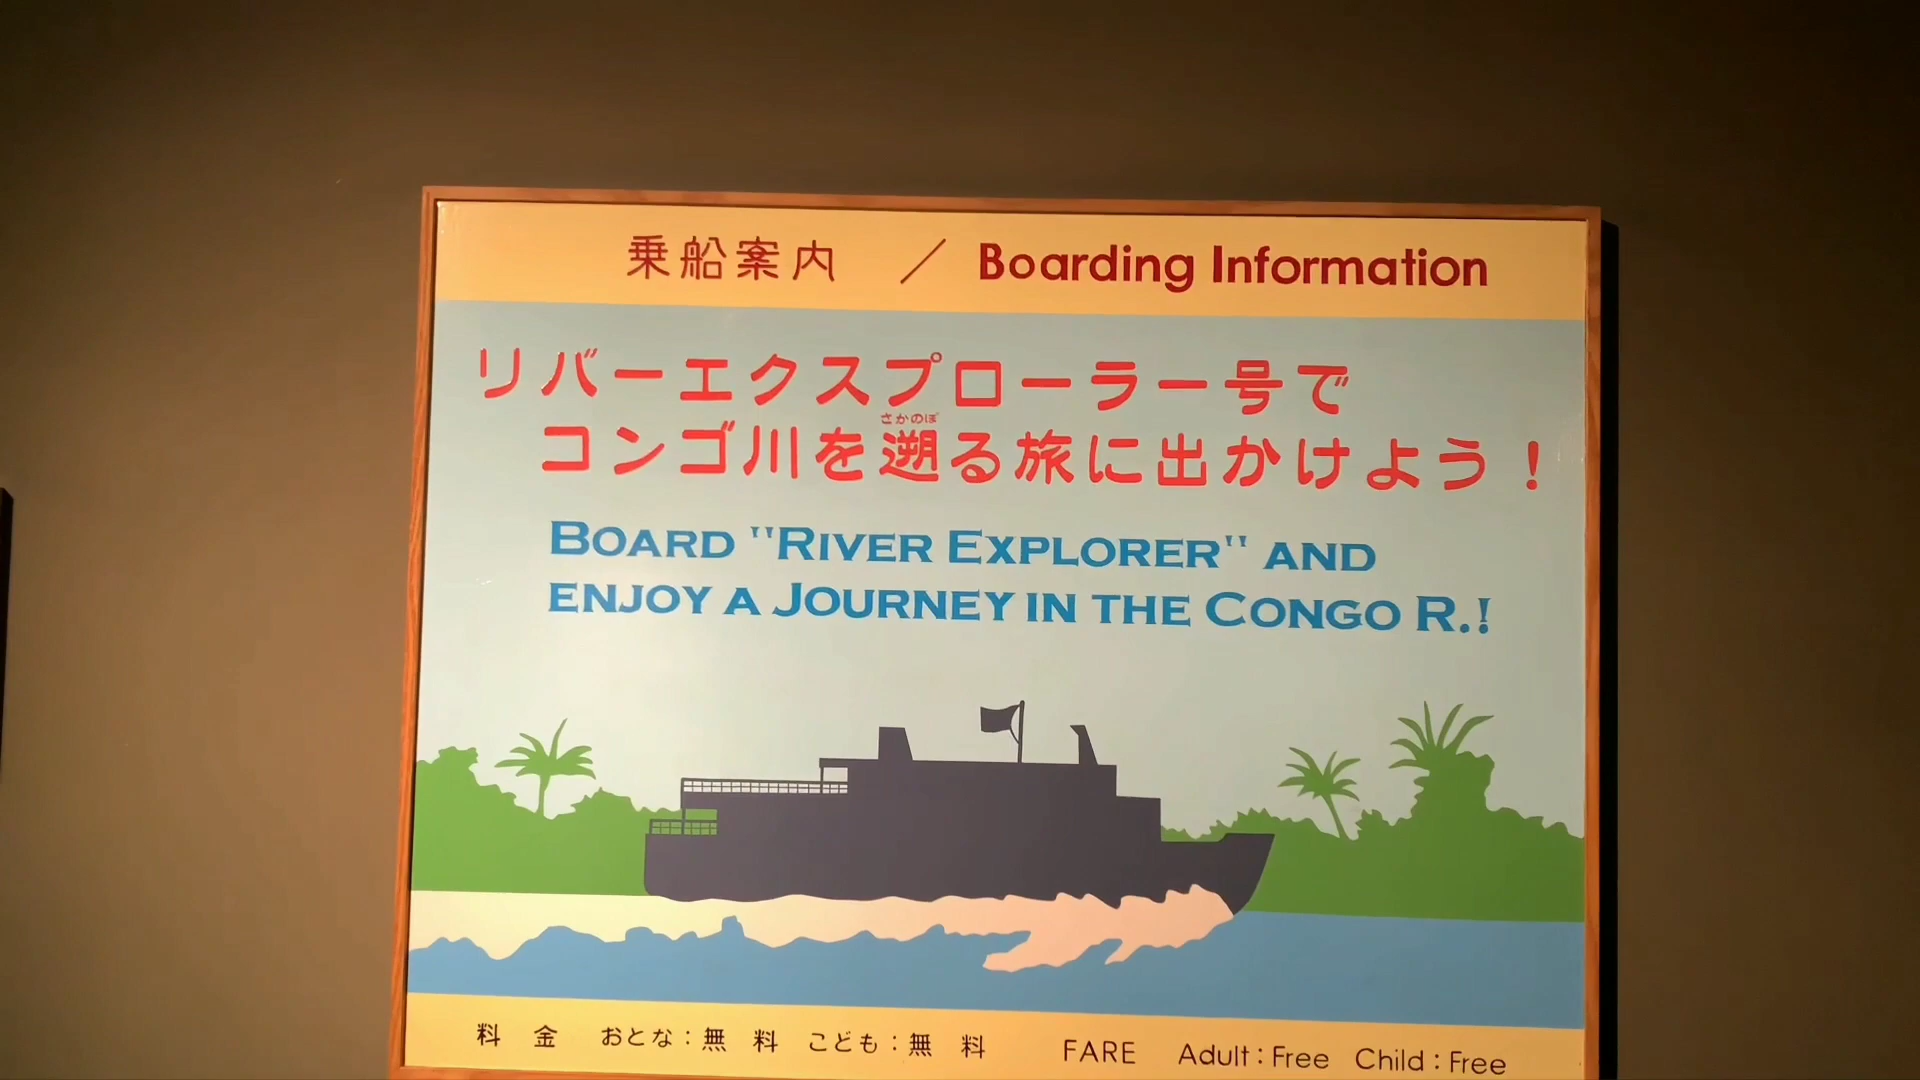 乗船案内 / Boarding Information
リバーエクスプローラー号で
さかのぼ
コンゴ川を遡る旅に出かけよう!
BOARD "RIVER EXPLORER" AND
ENJOY A JOURNEY IN THE CONGO R.!
料金 おとな:無料 こども:無料 FARE Adult:Free Child:Free